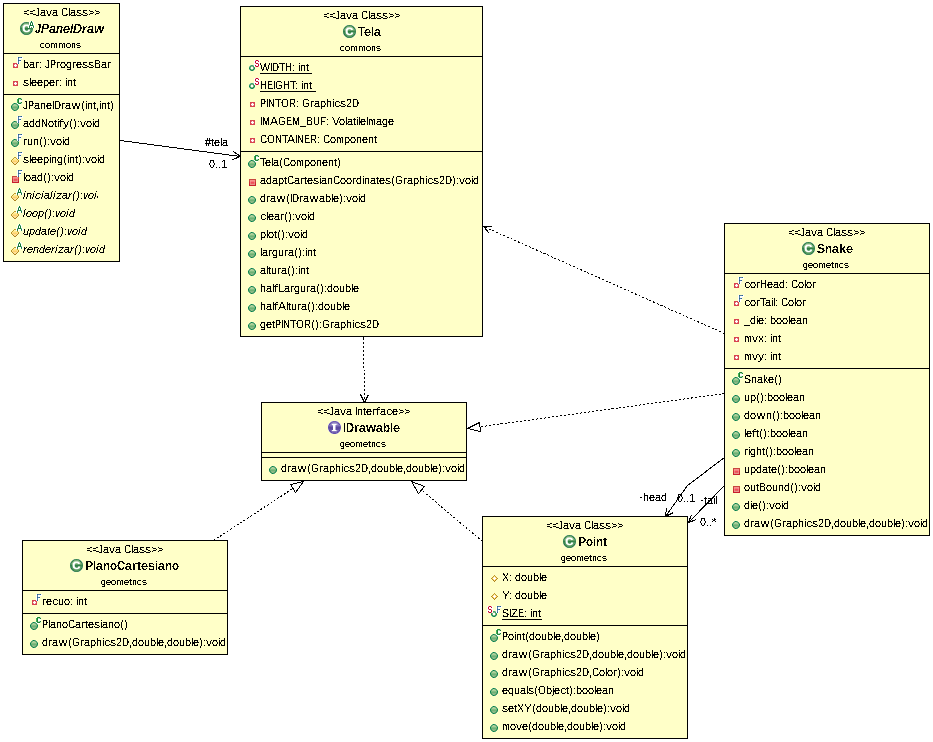 <<Java Class>>
JPanelDraw
commons
bar: JProgressBar
sleeper: int
JPanelDraw(int,int)
addNotify():void
run():void
sleeping(int):void
load():void
inicializar():voi
loop():void
update():void
renderizar():void
#tela
0..1
<<Java Class>>
Tela
commons
WIDTH: int
HEIGHT: int
PINTOR: Graphics2D
IMAGEM_BUF: VolatileImage
CONTAINER: Component
Tela(Component)
adaptCartesianCoordinates(Graphics2D):void
draw(IDrawable):void
clear():void
plot():void
largura():int
altura():int
halfLargura():double
halfAltura():double
getPINTOR():Graphics2D
<<Java Class>>
Snake
geometrics
corHead: Color
corTail: Color
_die: boolean
mvx: int
mvy: int
Snake()
up():boolean
down():boolean
left():boolean
right():boolean
update():boolean
outBound():void
die():void
draw(Graphics2D,double,double):void
<<Java Interface>>
IDrawable
geometrics
draw(Graphics2D,double,double):void
-head
0..1
-tail
0..*
<<Java Class>>
PlanoCartesiano
geometrics
recuo: int
PlanoCartesiano()
draw(Graphics2D,double,double):void
<<Java Class>>
Point
geometrics
X: double
Y: double
SIZE: int
Point(double,double)
draw(Graphics2D,double,double):void
draw(Graphics2D,Color):void
equals(Object):boolean
setXY(double,double):void
move(double,double):void